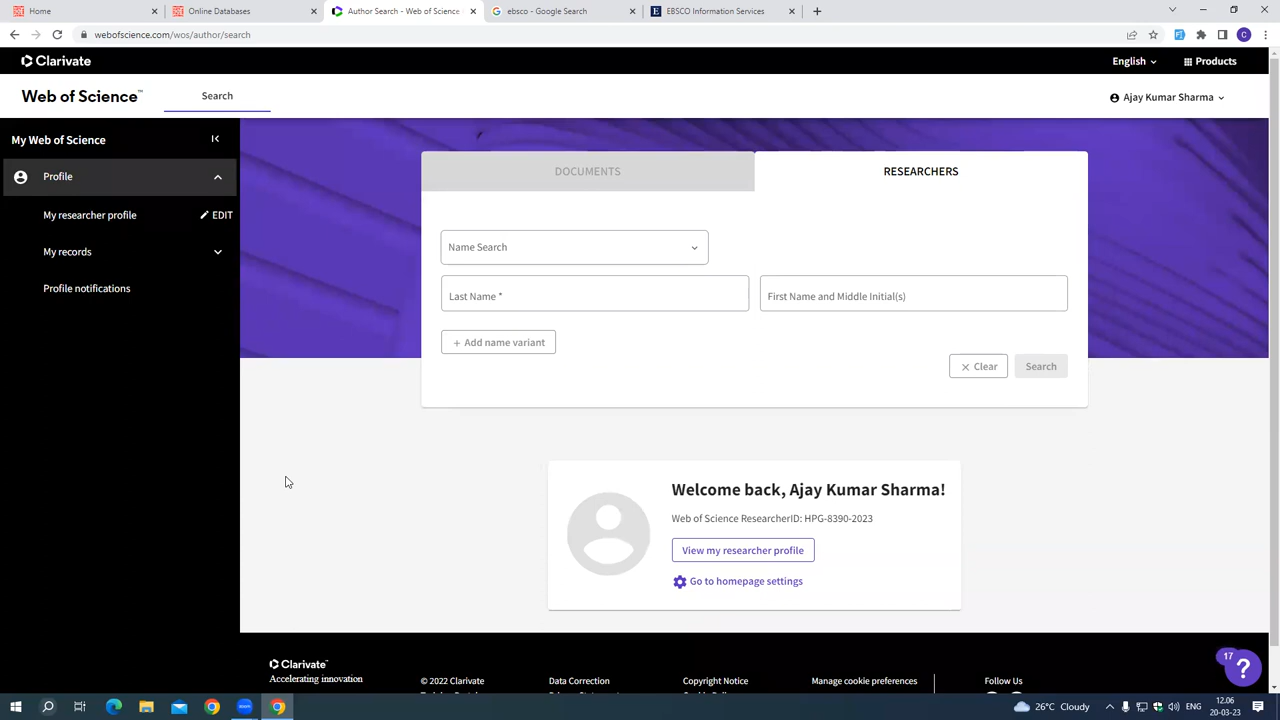 Home
Online Databases
Author Search - Web of Science
ebsco - Google Search
EBSCO Information Services
webofscience.com/wos/author/search
Clarivate
English
Products
Web of Science™
Search
Ajay Kumar Sharma
My Web of Science
Profile
My researcher profile
EDIT
My records
Profile notifications
DOCUMENTS
RESEARCHERS
Name Search
Last Name *
First Name and Middle Initial(s)
+ Add name variant
× Clear
Search
Welcome back, Ajay Kumar Sharma!
Web of Science ResearcherID: HPG-8390-2023
View my researcher profile
Go to homepage settings
17
?
Clarivate™
Accelerating innovation
© 2022 Clarivate
Data Correction
Copyright Notice
Manage cookie preferences
Follow Us
26°C Cloudy
12.06
20-03-23